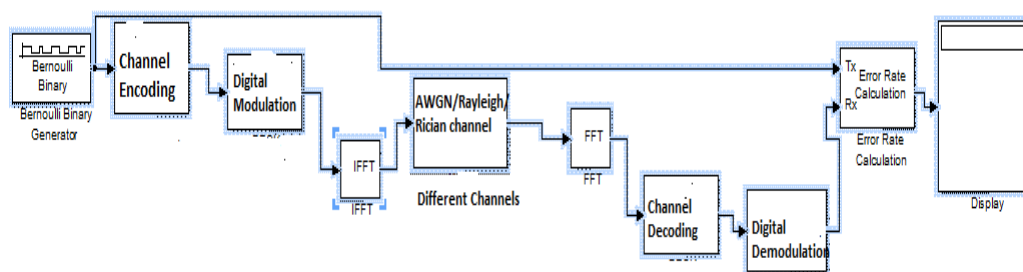 Bernoulli
Binary
Bernoulli Binary
Generator
Channel
Encoding
Digital
Modulation
IFFT
IFFT
AWGN/Rayleigh/
Rician channel
Different Channels
FFT
FFT
Channel
Decoding
Digital
Demodulation
Tx
Error Rate
Calculation
Rx
Error Rate
Calculation
Display